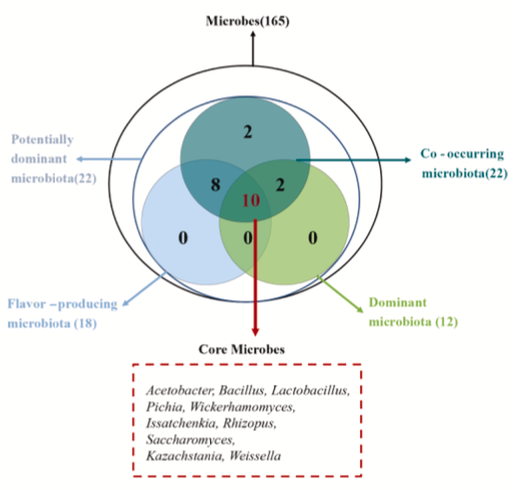 Microbes(165)
Potentially
dominant
microbiota(22)
Co - occurring
microbiota(22)
2
8
2
10
0
0
0
Flavor –producing
microbiota (18)
Dominant
microbiota (12)
Core Microbes
Acetobacter, Bacillus, Lactobacillus,
Pichia, Wickerhamomyces,
Issatchenkia, Rhizopus,
Saccharomyces,
Kazachstania, Weissella